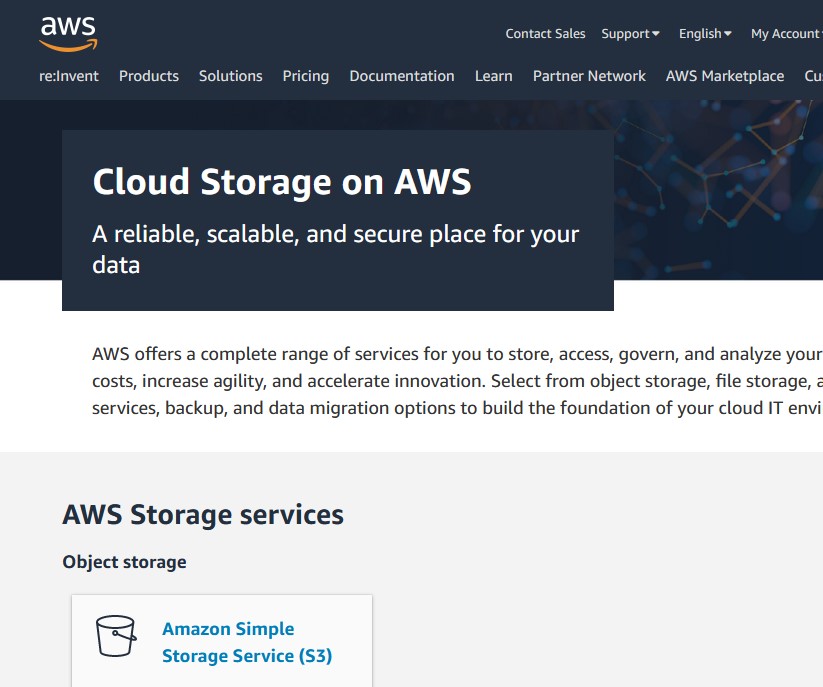 aws
Contact Sales Support English My Account
re:Invent Products Solutions Pricing Documentation Learn Partner Network AWS Marketplace Cu
Cloud Storage on AWS
A reliable, scalable, and secure place for your
data
AWS offers a complete range of services for you to store, access, govern, and analyze your
costs, increase agility, and accelerate innovation. Select from object storage, file storage, a
services, backup, and data migration options to build the foundation of your cloud IT envi
AWS Storage services
Object storage
Amazon Simple
Storage Service (S3)